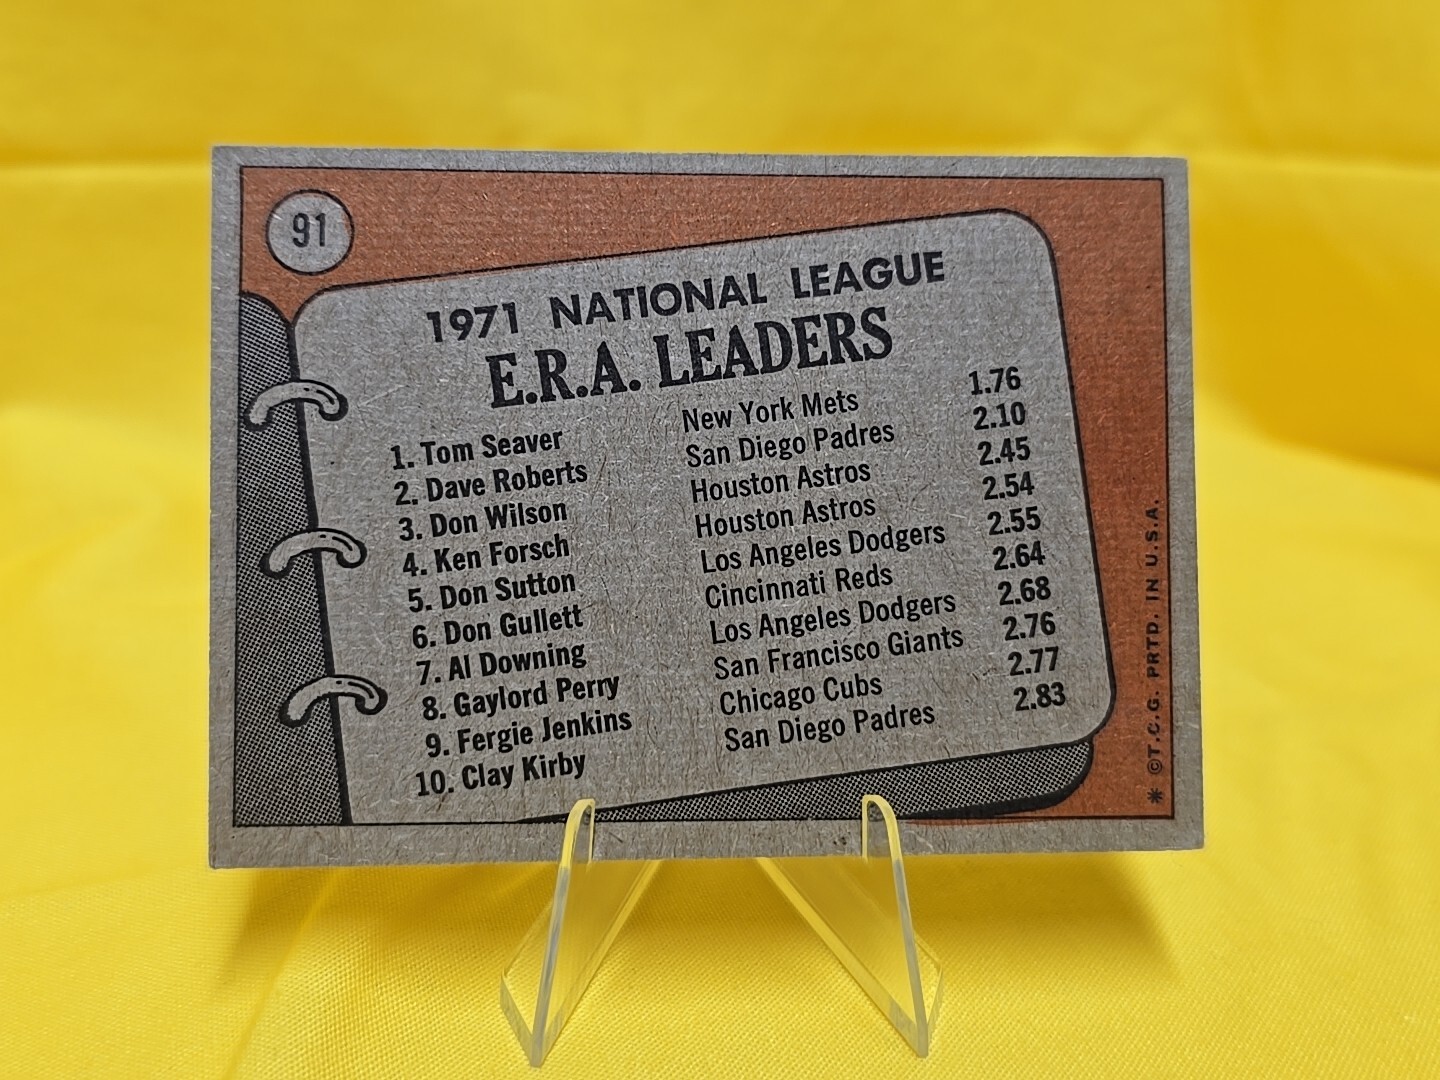 91
1971 NATIONAL LEAGUE
E.R.A. LEADERS
1. Tom Seaver New York Mets 1.76
2. Dave Roberts San Diego Padres 2.10
3. Don Wilson Houston Astros 2.45
4. Ken Forsch Houston Astros 2.54
5. Don Sutton Los Angeles Dodgers 2.55
6. Don Gullett Cincinnati Reds 2.64
7. Al Downing Los Angeles Dodgers 2.68
8. Gaylord Perry San Francisco Giants 2.76
9. Fergie Jenkins Chicago Cubs 2.77
10. Clay Kirby San Diego Padres 2.83
* ©T.C.G. PRTD. IN U.S.A.